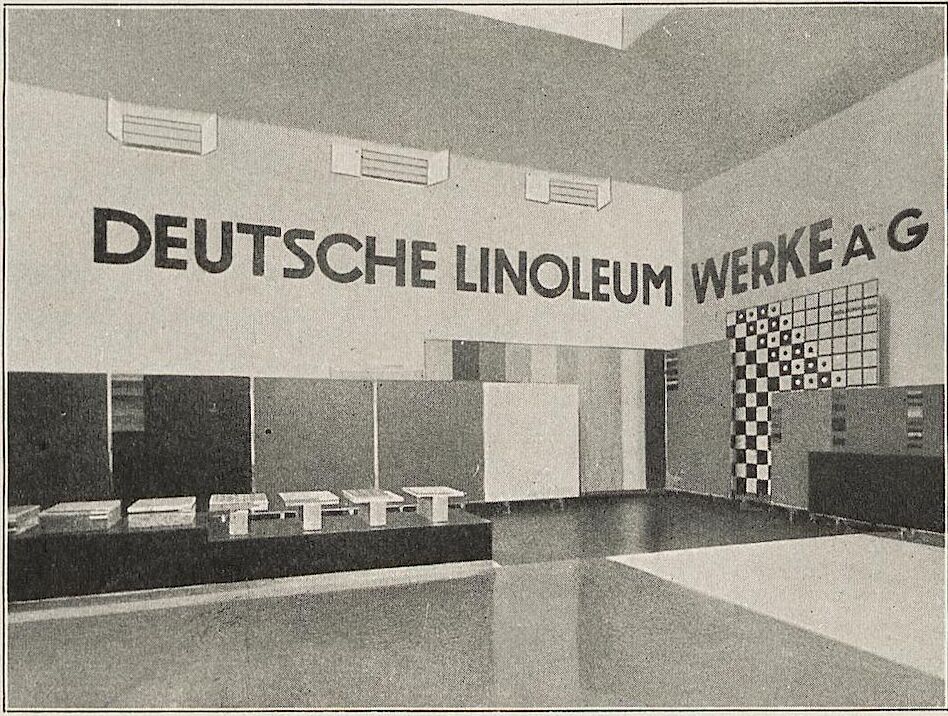 DEUTSCHE LINOLEUM WERKE A G